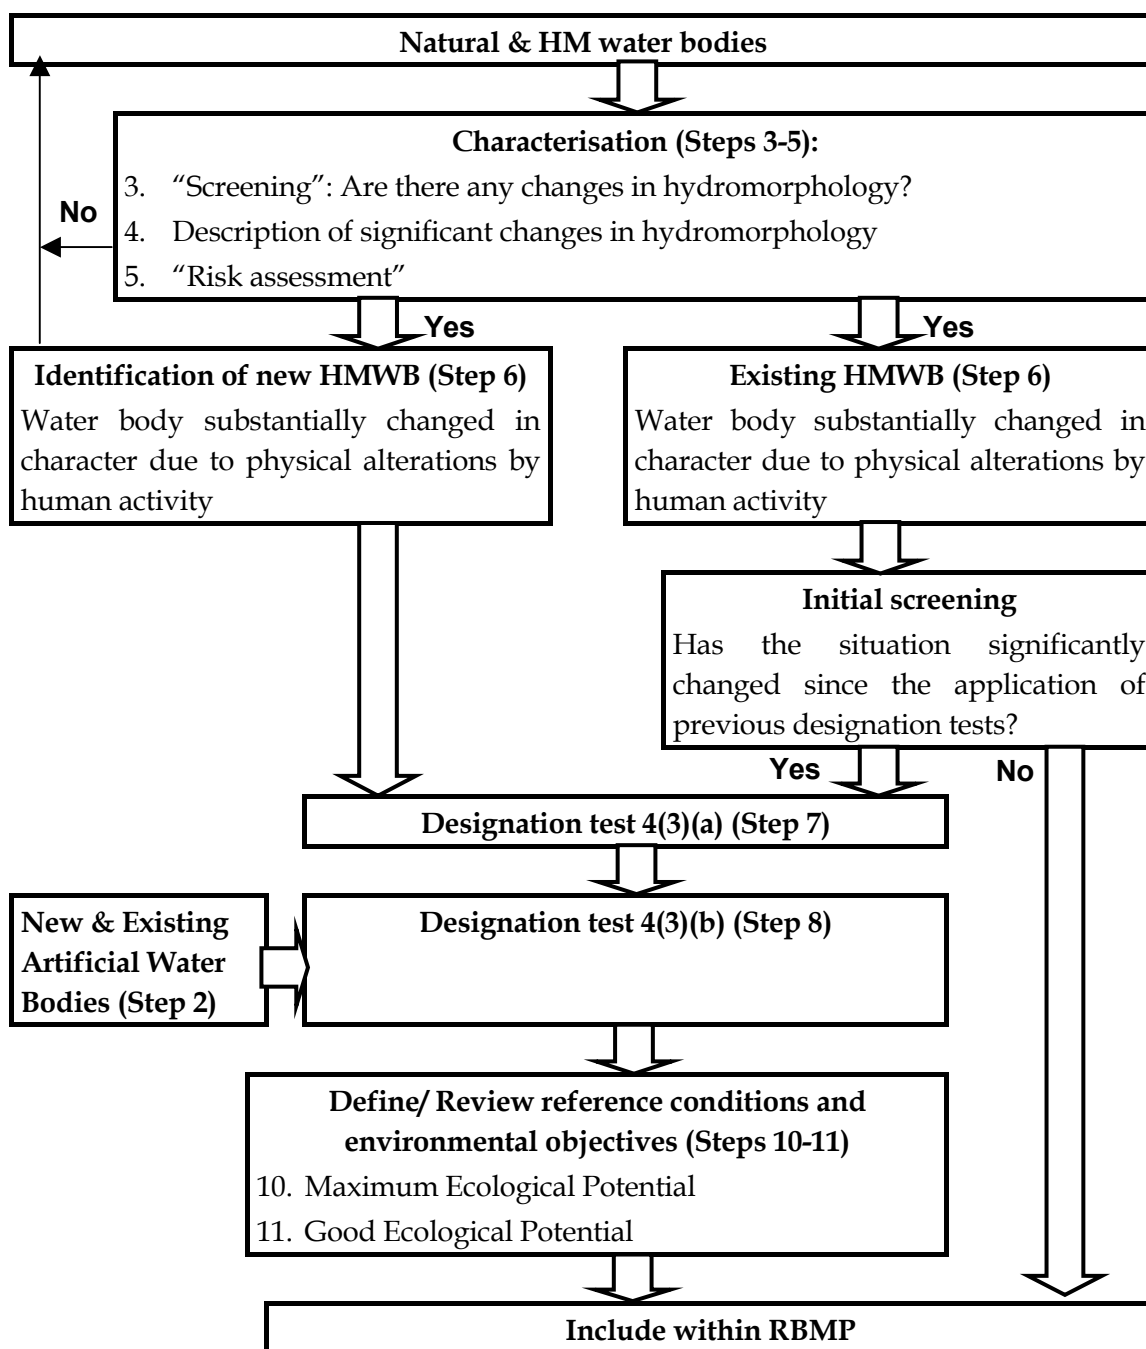 Natural & HM water bodies
Characterisation (Steps 3-5):
3. “Screening”: Are there any changes in hydromorphology?
No
4. Description of significant changes in hydromorphology
5. “Risk assessment”
Yes
Yes
Identification of new HMWB (Step 6)
Water body substantially changed in
character due to physical alterations by
human activity
Existing HMWB (Step 6)
Water body substantially changed in
character due to physical alterations by
human activity
Initial screening
Has the situation significantly
changed since the application of
previous designation tests?
Yes
No
Designation test 4(3)(a) (Step 7)
New & Existing
Artificial Water
Bodies (Step 2)
Designation test 4(3)(b) (Step 8)
Define/ Review reference conditions and
environmental objectives (Steps 10-11)
10. Maximum Ecological Potential
11. Good Ecological Potential
Include within RBMP